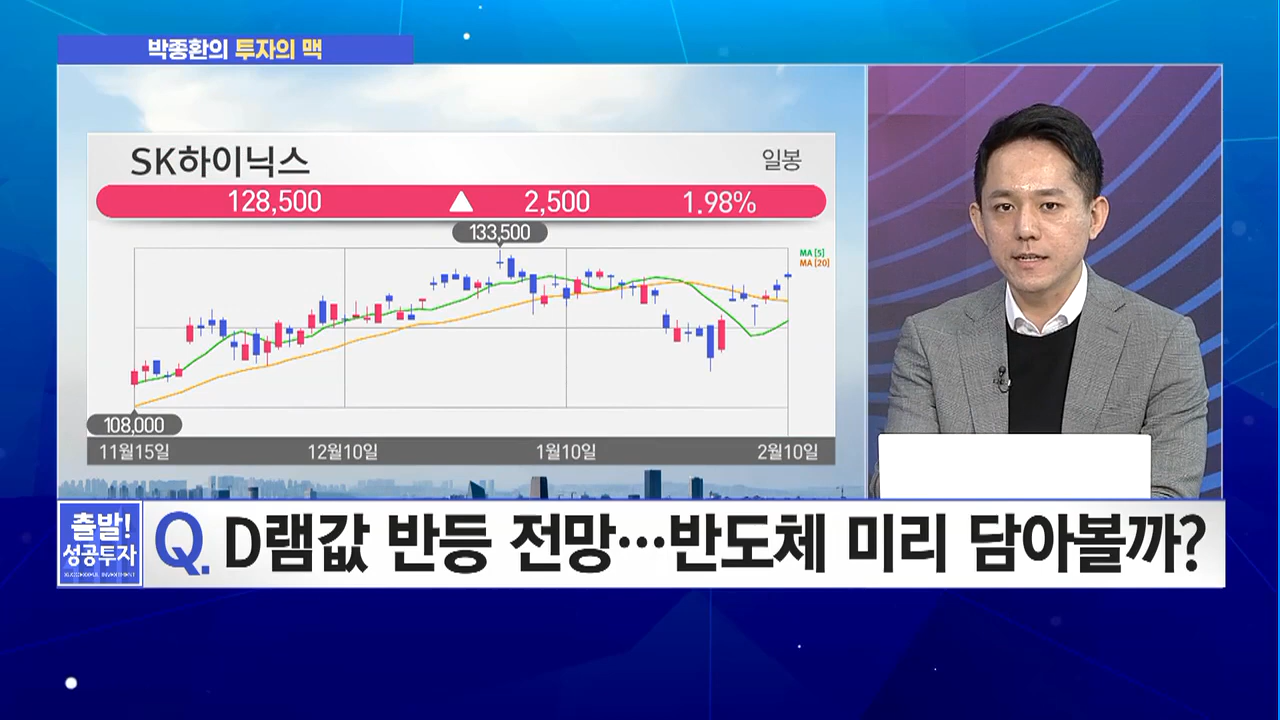 박종환의 투자의 맥
SK하이닉스
일봉
128,500 ▲ 2,500 1.98%
133,500
MA [5]
MA [20]
108,000
11월15일 12월10일 1월10일 2월10일
출발!
성공투자
SUCCESSFUL INVESTMENT
Q. D램값 반등 전망…반도체 미리 담아볼까?